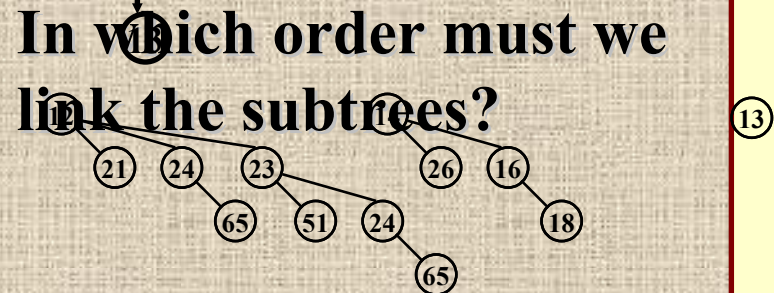 In which order must we
link the subtrees?
12
13
21 24 23 26 16
65 51 24 18
65